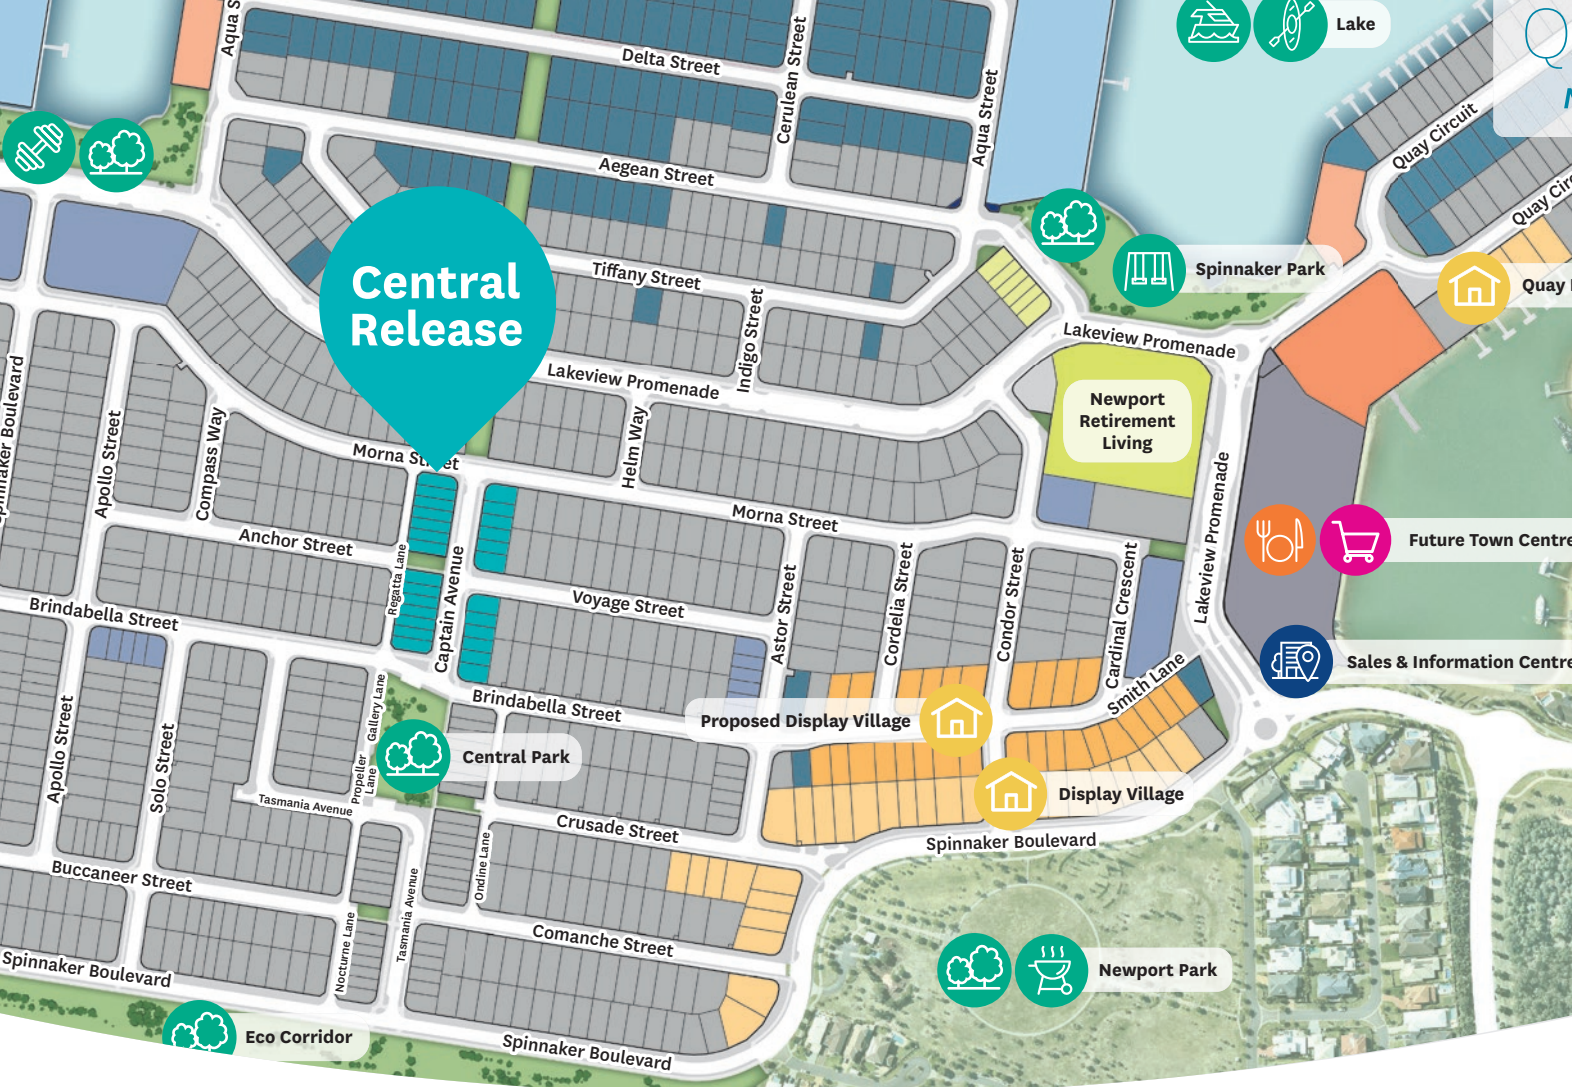 Lake
Aqua S
Delta Street
Cerulean Street
Aqua Street
Quay Circuit
Aegean Street
Quay Circ
Spinnaker Park
Quay
Tiffany Street
Central
Release
Indigo Street
Lakeview Promenade
Lakeview Promenade
Newport
Retirement
Living
Helm Way
Spinnaker Boulevard
Apollo Street
Compass Way
Morna Street
Morna Street
Lakeview Promenade
Anchor Street
Regatta Lane
Captain Avenue
Future Town Centre
Voyage Street
Astor Street
Cordelia Street
Condor Street
Cardinal Crescent
Brindabella Street
Smith Lane
Sales & Information Centre
Brindabella Street
Gallery Lane
Proposed Display Village
Apollo Street
Solo Street
Propeller
Lane
Central Park
Display Village
Tasmania Avenue
Crusade Street
Spinnaker Boulevard
Ondine Lane
Buccaneer Street
Tasmania Avenue
Nocturne Lane
Comanche Street
Spinnaker Boulevard
Newport Park
Eco Corridor
Spinnaker Boulevard